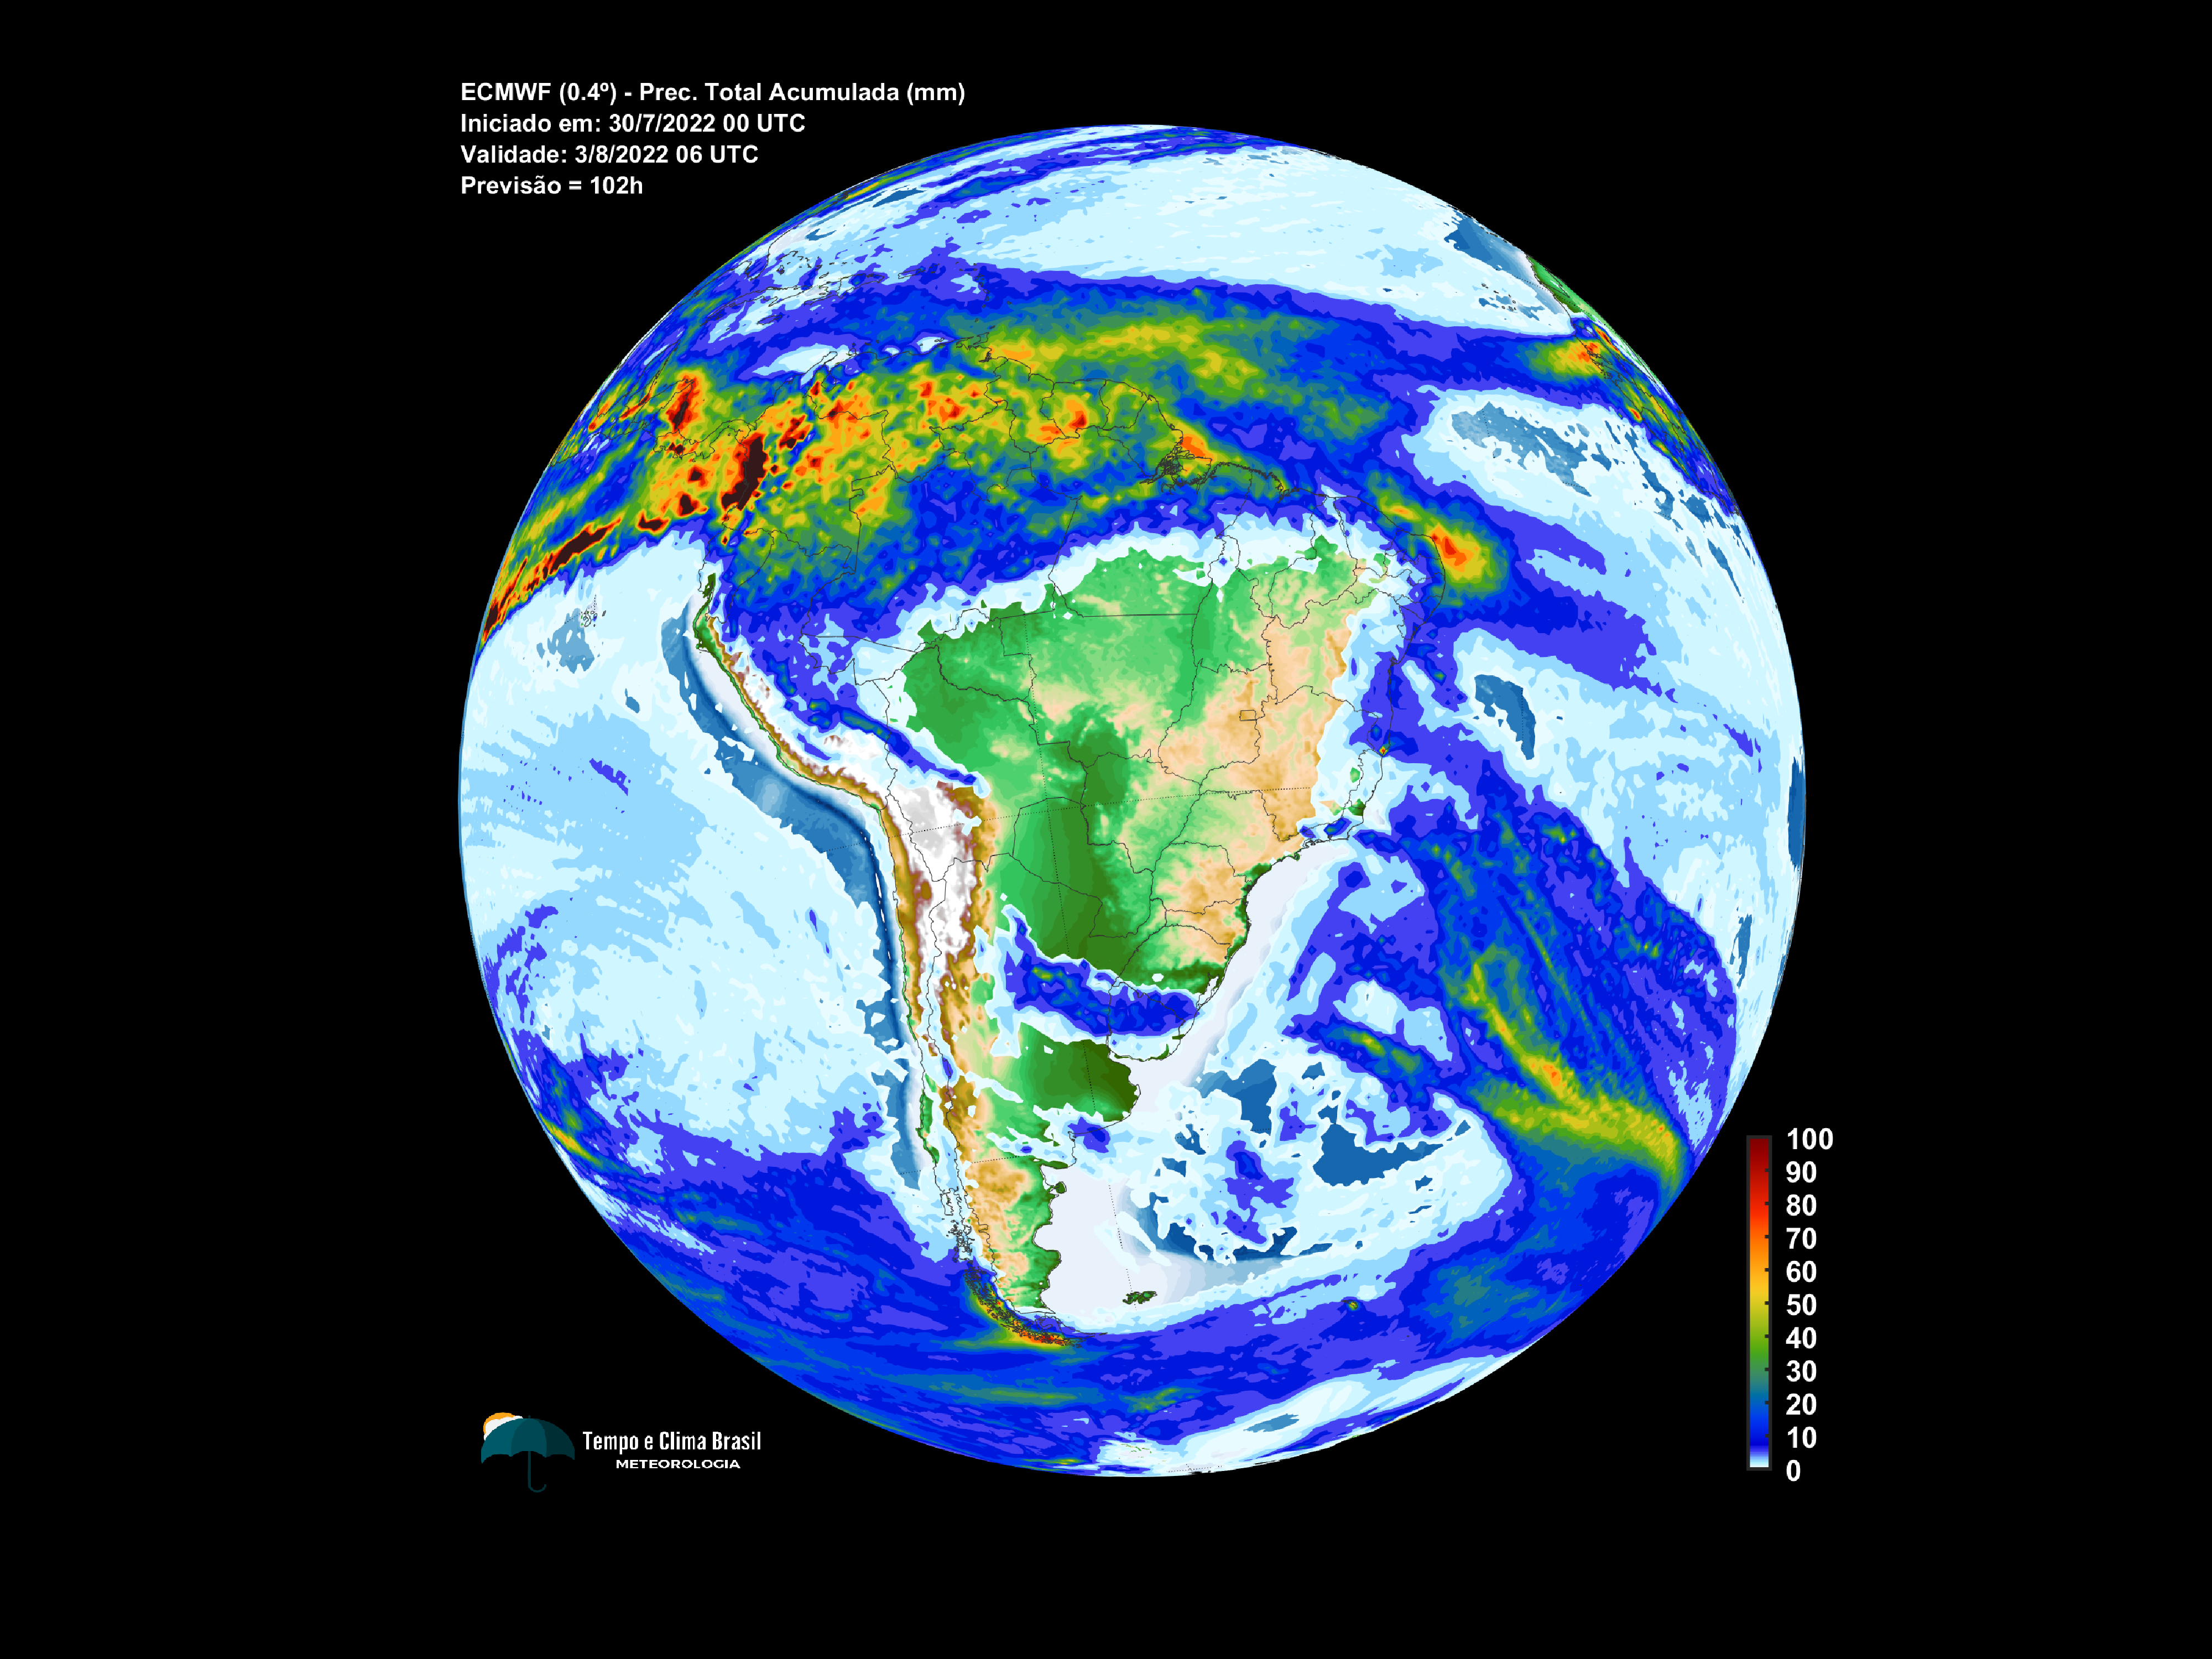 ECMWF (0.4º) - Prec. Total Acumulada (mm)
Iniciado em: 30/7/2022 00 UTC
Validade: 3/8/2022 06 UTC
Previsão = 102h
100
90
80
70
60
50
40
30
20
10
0
Tempo e Clima Brasil
METEOROLOGIA